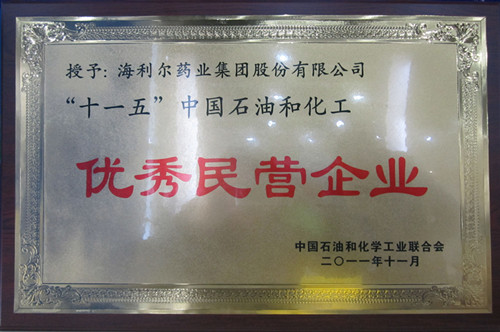 授予:海利尔药业集团股份有限公司
“十一五”中国石油和化工
优秀民营企业
中国石油和化学工业联合会
二〇一一年十一月